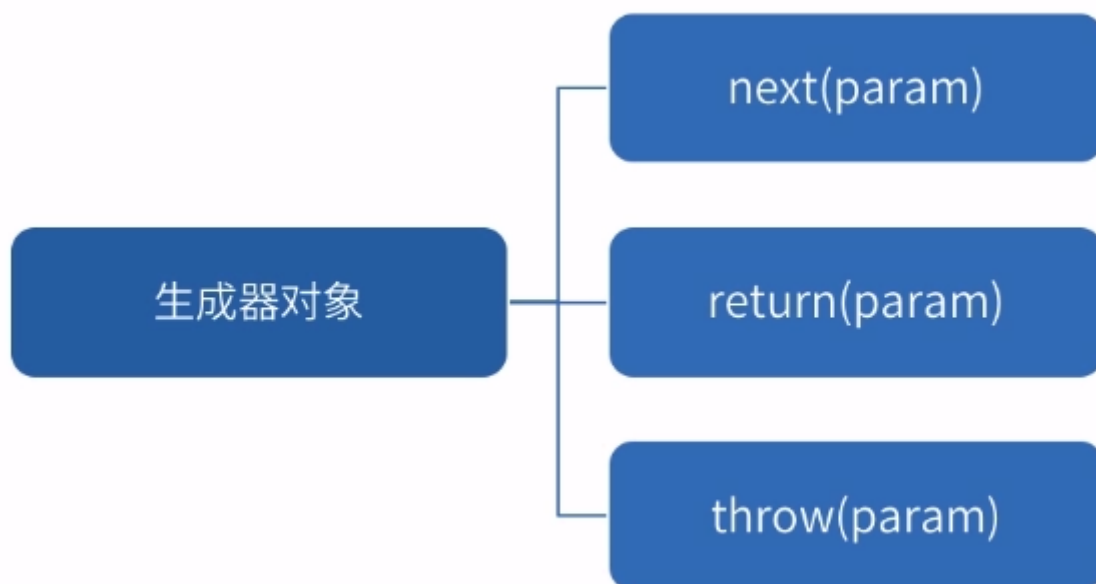 next(param)
生成器对象
return(param)
throw(param)